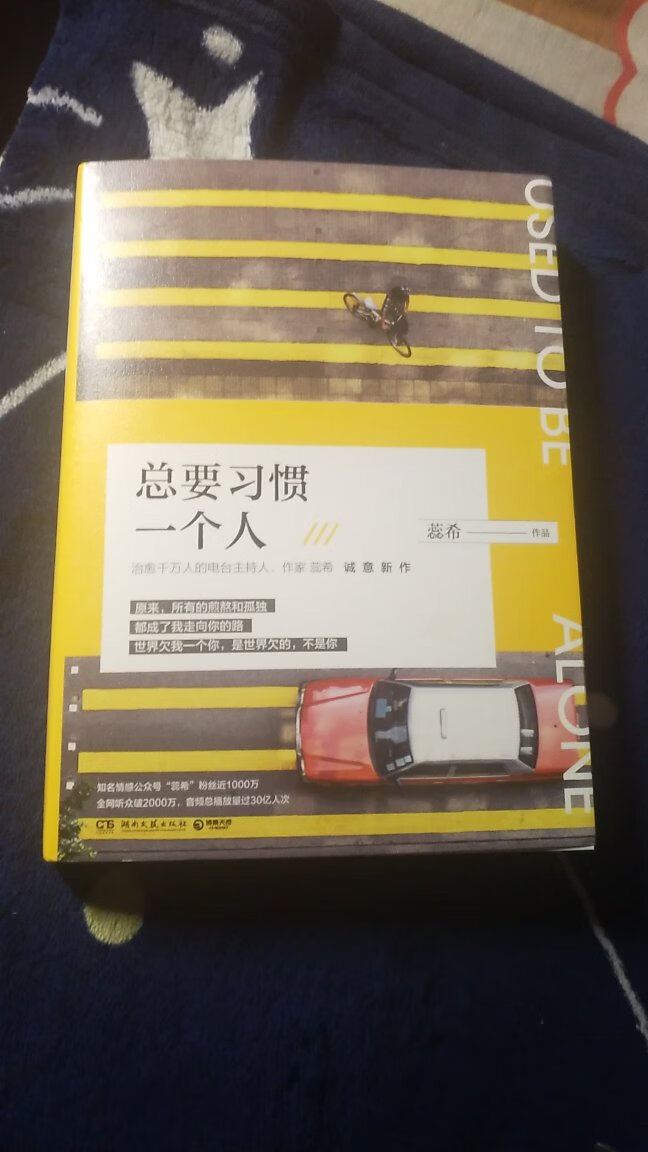 USED TO BE ALONE
总要习惯
一个人
蕊希 作品
治愈千万人的电台主持人、作家 蕊希 诚意新作
原来，所有的煎熬和孤独
都成了我走向你的路
世界欠我一个你，是世界欠的，不是你
知名情感公众号“蕊希”粉丝近1000万
全网听众破2000万，音频总播放量过30亿人次
湖南文艺出版社 博集天卷